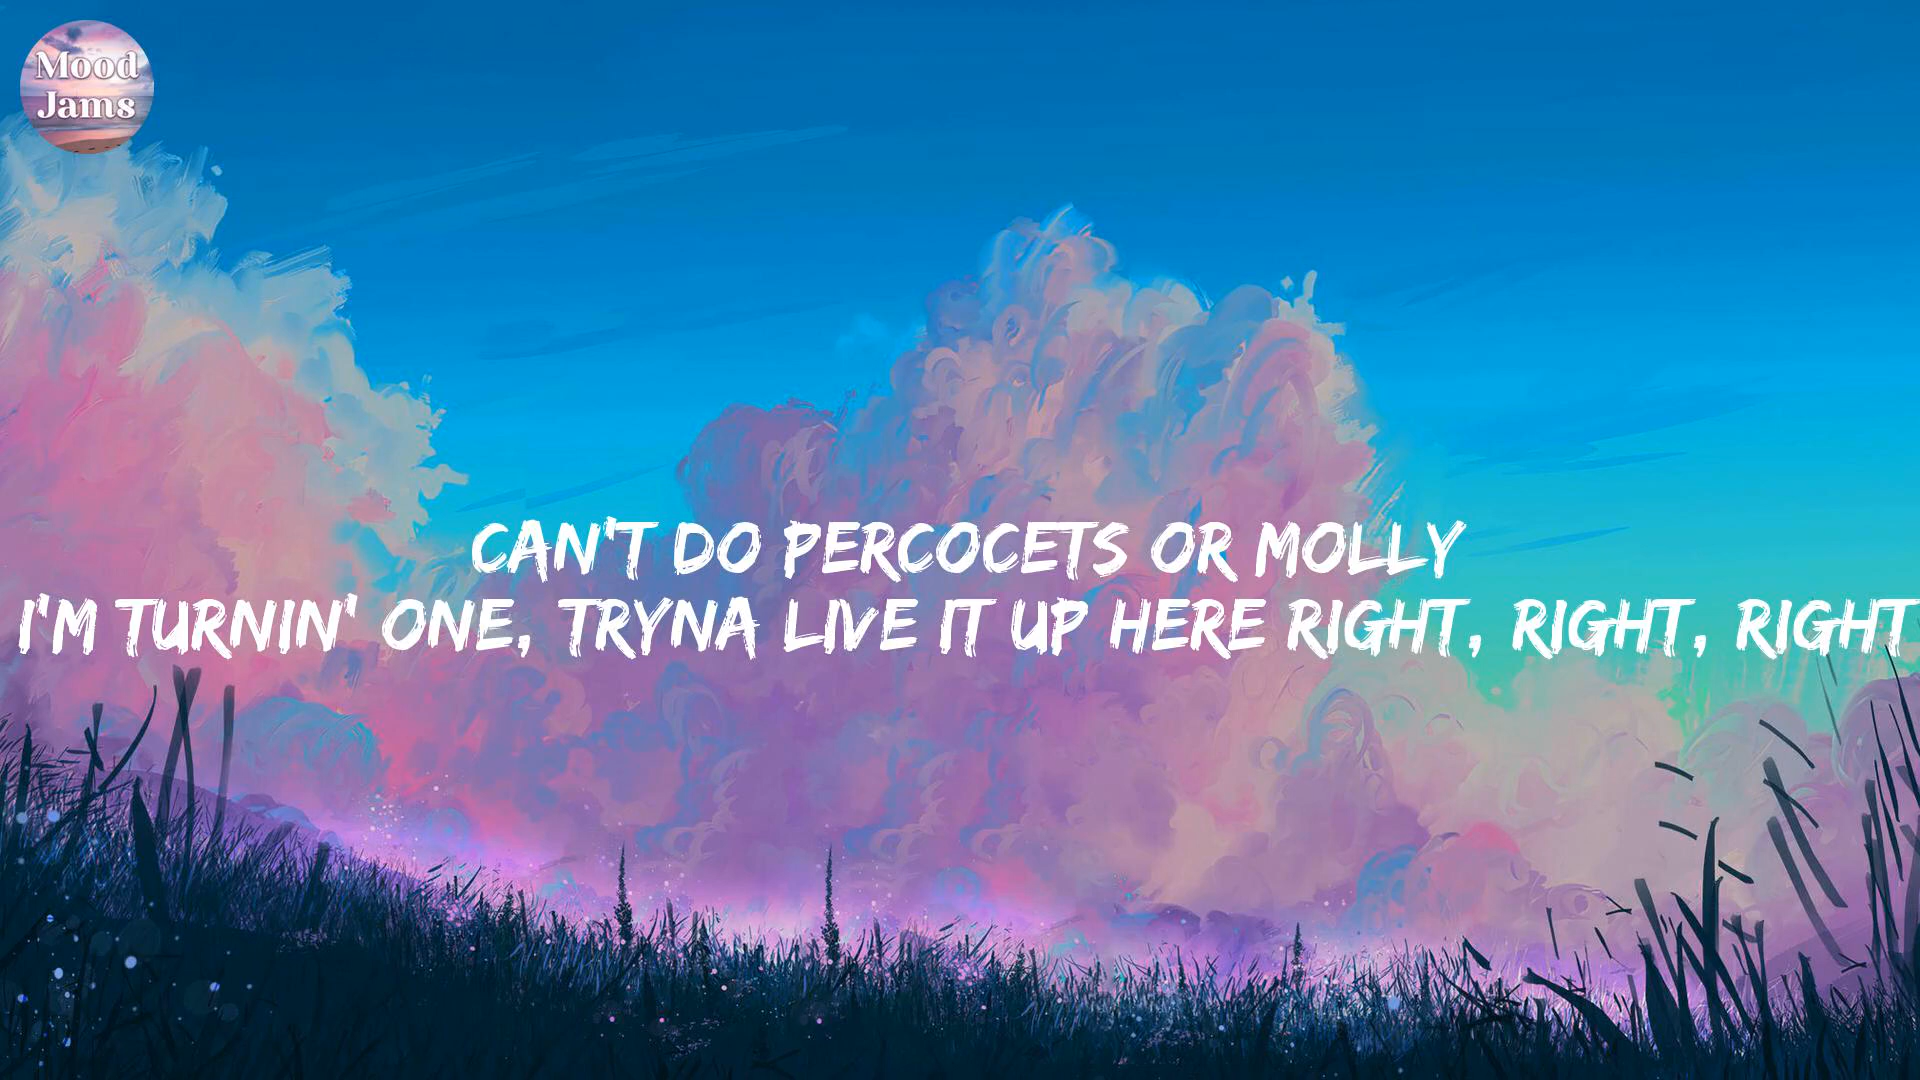 Mood
Jams
CAN'T DO PERCOCETS OR MOLLY
I'M TURNIN' ONE, TRYNA LIVE IT UP HERE RIGHT, RIGHT, RIGHT